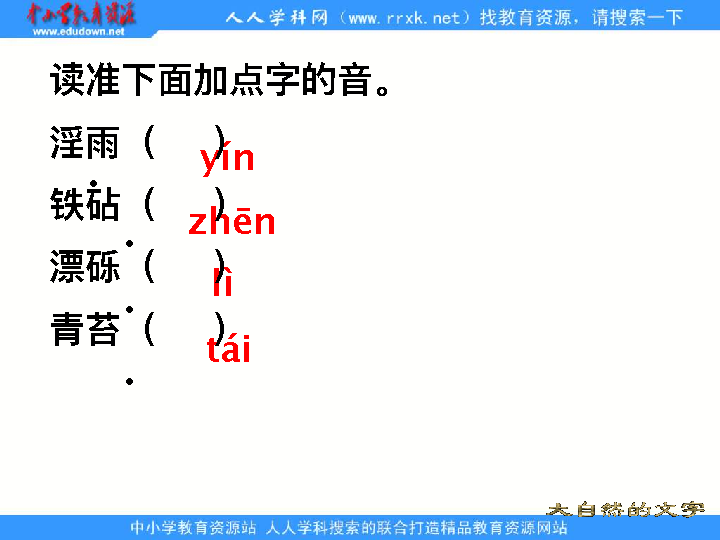 中小学教育资源
www.edudown.net
人人学科网（www.rrxk.net）找教育资源，请搜索一下
读准下面加点字的音。
淫雨（ yín ）
铁砧（ zhēn ）
漂砾（ lì ）
青苔（ tái ）
大自然的文字
中小学教育资源站 人人学科搜索的联合打造精品教育资源网站